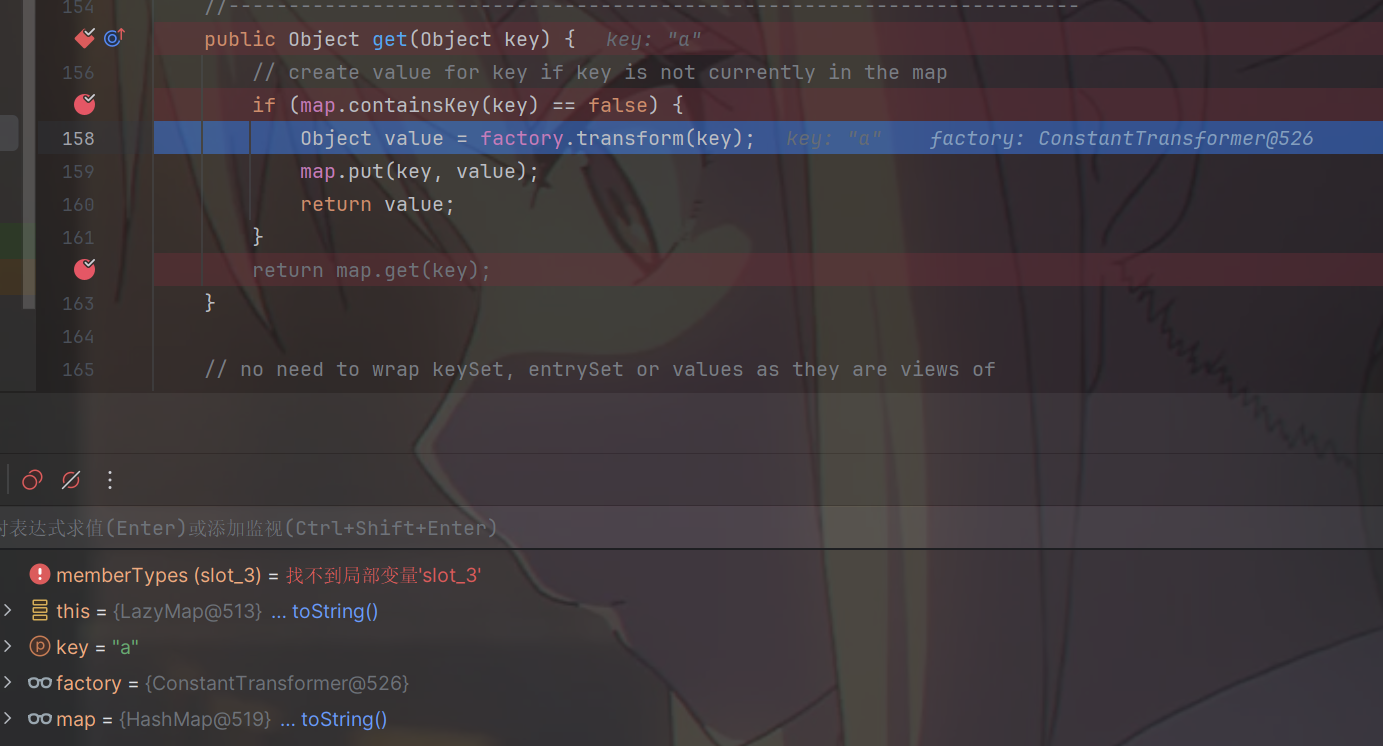 154 //-----------------------------------------------------------------------
public Object get(Object key) { key: "a"
156 // create value for key if key is not currently in the map
if (map.containsKey(key) == false) {
158 Object value = factory.transform(key); key: "a" factory: ConstantTransformer@526
159 map.put(key, value);
160 return value;
161 }
return map.get(key);
163 }
164
165 // no need to wrap keySet, entrySet or values as they are views of
表达式求值(Enter)或添加监视(Ctrl+Shift+Enter)
memberTypes (slot_3) = 找不到局部变量'slot_3'
this = {LazyMap@513} ... toString()
p key = "a"
factory = {ConstantTransformer@526}
map = {HashMap@519} ... toString()